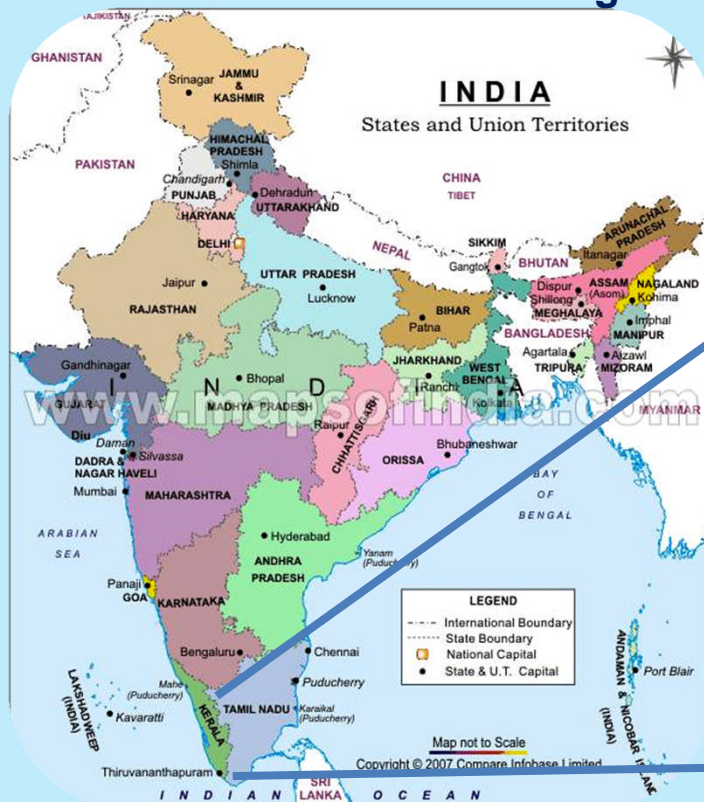 TAJIKISTAN
GHANISTAN
JAMMU
&
KASHMIR
Srinagar
INDIA
States and Union Territories
HIMACHAL
PRADESH
Shimla
PAKISTAN
Chandigarh
PUNJAB
Dehradun
UTTARAKHAND
HARYANA
DELHI
CHINA
TIBET
ARUNACHAL
PRADESH
Itanagar
NEPAL
SIKKIM
Gangtok
BHUTAN
Jaipur
RAJASTHAN
UTTAR PRADESH
Lucknow
Dispur
ASSAM
(Asom)
NAGALAND
Kohima
Shillong
MEGHALAYA
Imphal
MANIPUR
BIHAR
Patna
BANGLADESH
Agartala
TRIPURA
Aizawl
MIZORAM
JHARKHAND
Ranchi
WEST
BENGAL
Kolkata
Gandhinagar
I N D I A
GUJARAT
Bhopal
MADHYA PRADESH
www.mapsofindia.com
MYANMAR
Raipur
CHHATTISGARH
Diu
Daman
Silvassa
DADRA &
NAGAR HAVELI
Bhubaneshwar
ORISSA
Mumbai
MAHARASHTRA
BAY
OF
BENGAL
ARABIAN
SEA
Hyderabad
ANDHRA
PRADESH
Yanam
(Puducherry)
Panaji
GOA
KARNATAKA
LEGEND
International Boundary
State Boundary
National Capital
State & U.T. Capital
Bengaluru
Chennai
Mahe
(Puducherry)
Puducherry
LAKSHADWEEP
(INDIA)
Kavaratti
KERALA
TAMIL NADU
Karaikal
(Puducherry)
Port Blair
ANDAMAN & NICOBAR ISLAND
(INDIA)
Map not to Scale
Copyright © 2007 Compare Infobase Limited
Thiruvananthapuram
SRI
LANKA
INDIAN OCEAN